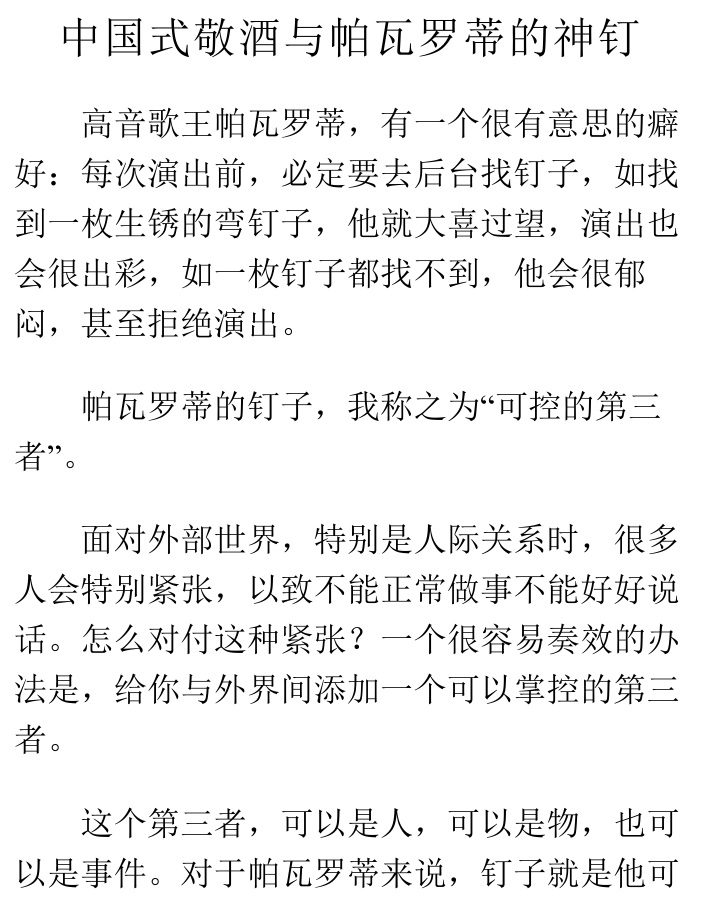 中国式敬酒与帕瓦罗蒂的神钉
高音歌王帕瓦罗蒂，有一个很有意思的癖
好：每次演出前，必定要去后台找钉子，如找
到一枚生锈的弯钉子，他就大喜过望，演出也
会很出彩，如一枚钉子都找不到，他会很郁
闷，甚至拒绝演出。
帕瓦罗蒂的钉子，我称之为“可控的第三
者”。
面对外部世界，特别是人际关系时，很多
人会特别紧张，以致不能正常做事不能好好说
话。怎么对付这种紧张？一个很容易奏效的办
法是，给你与外界间添加一个可以掌控的第三
者。
这个第三者，可以是人，可以是物，也可
以是事件。对于帕瓦罗蒂来说，钉子就是他可